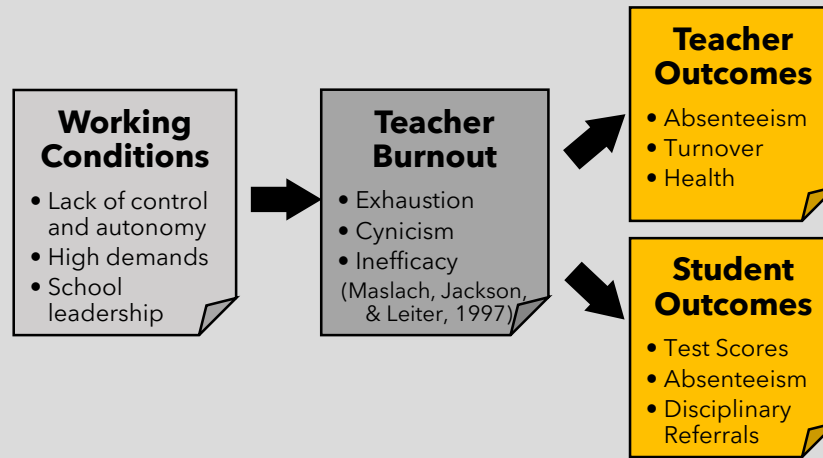 Working
Conditions
• Lack of control
and autonomy
• High demands
• School
leadership
Teacher
Burnout
• Exhaustion
• Cynicism
• Inefficacy
(Maslach, Jackson,
& Leiter, 1997)
Teacher
Outcomes
• Absenteeism
• Turnover
• Health
Student
Outcomes
• Test Scores
• Absenteeism
• Disciplinary
Referrals